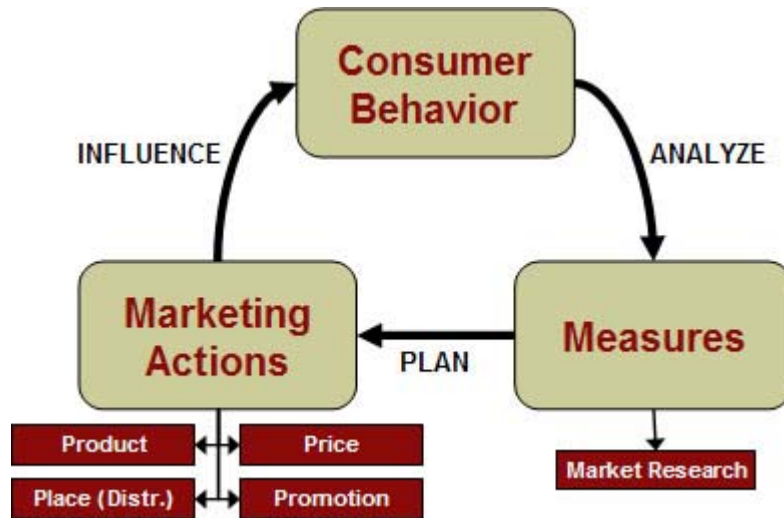 Consumer
Behavior
INFLUENCE
ANALYZE
Marketing
Actions
PLAN
Measures
Product
Price
Place (Distr.)
Promotion
Market Research